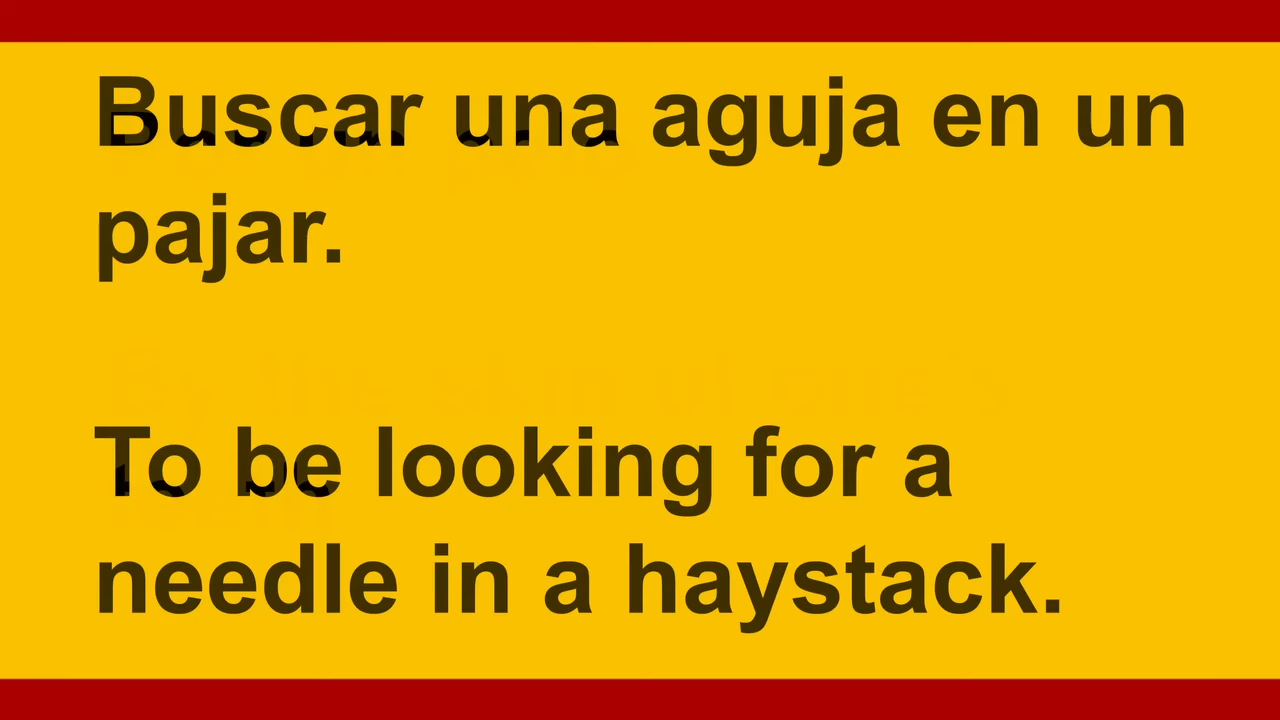 Buscar una aguja en un
pajar.
To be looking for a
needle in a haystack.